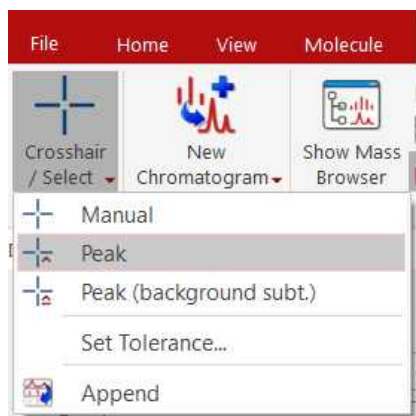 File Home View Molecule
Crosshair / Select
New Chromatogram
Show Mass Browser
Manual
Peak
Peak (background subt.)
Set Tolerance...
Append